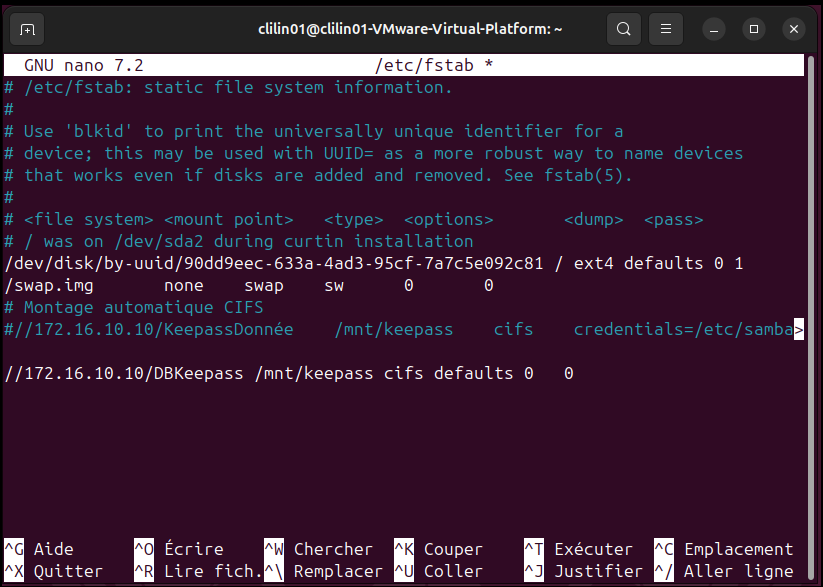 clilin01@clilin01-VMware-Virtual-Platform: ~
GNU nano 7.2 /etc/fstab *
# /etc/fstab: static file system information.
#
# Use 'blkid' to print the universally unique identifier for a
# device; this may be used with UUID= as a more robust way to name devices
# that works even if disks are added and removed. See fstab(5).
#
# <file system> <mount point>   <type>  <options>       <dump>  <pass>
# / was on /dev/sda2 during curtin installation
/dev/disk/by-uuid/90dd9eec-633a-4ad3-95cf-7a7c5e092c81 / ext4 defaults 0 1
/swap.img       none    swap    sw      0       0
# Montage automatique CIFS
#//172.16.10.10/KeepassDonnée    /mnt/keepass    cifs    credentials=/etc/samba>
//172.16.10.10/DBKeepass /mnt/keepass cifs defaults 0   0
^G Aide ^O Écrire ^W Chercher ^K Couper ^T Exécuter ^C Emplacement
^X Quitter ^R Lire fich. ^\ Remplacer ^U Coller ^J Justifier ^/ Aller ligne